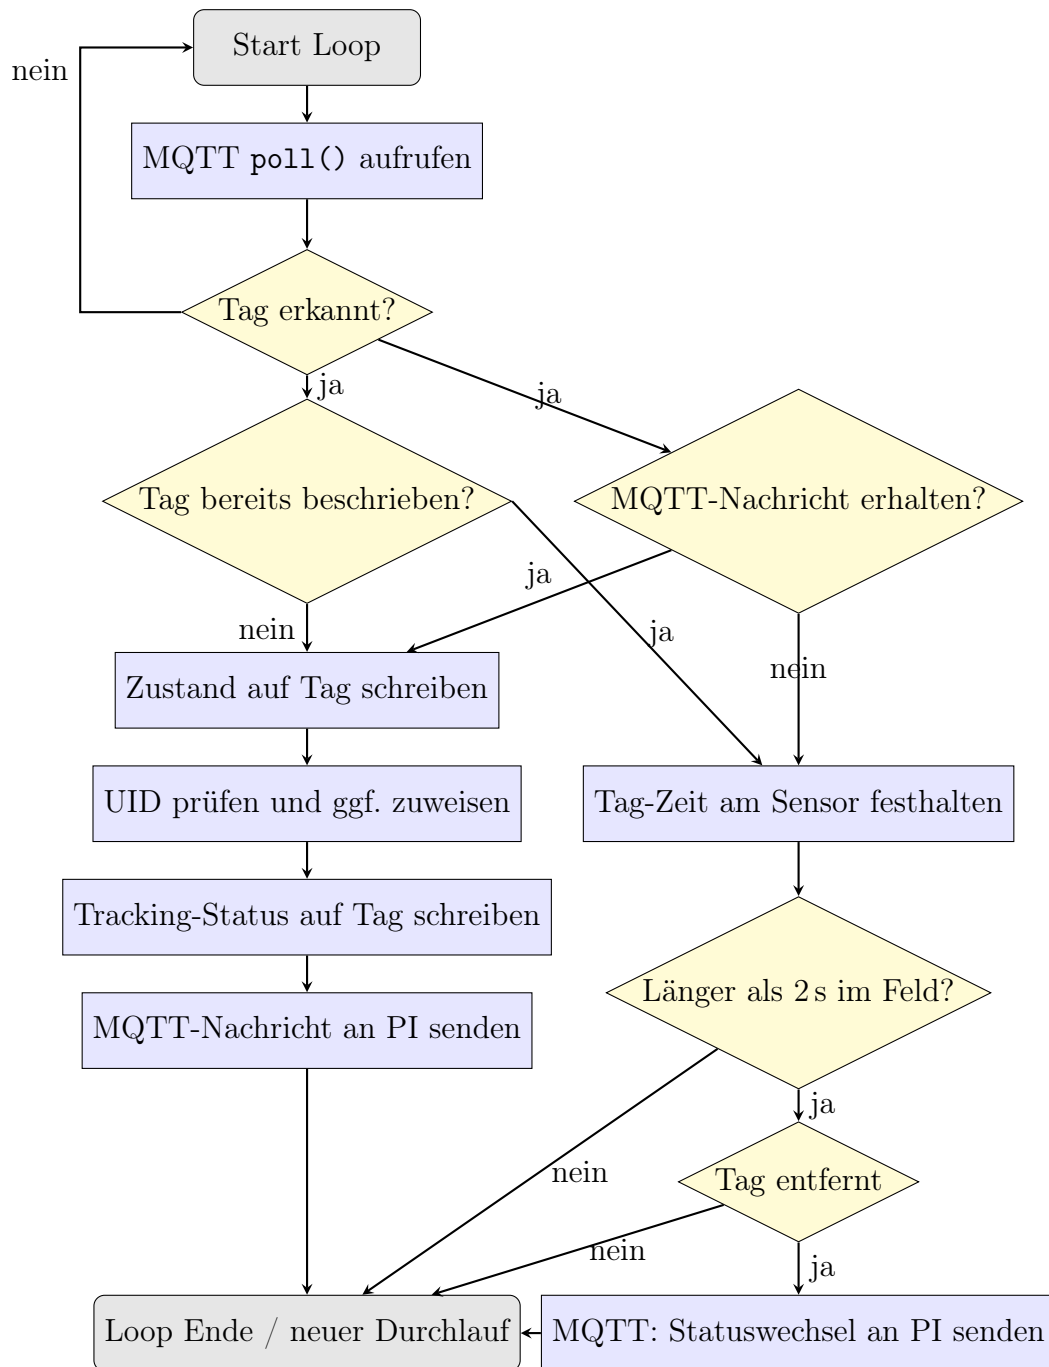 Start Loop
nein
MQTT poll() aufrufen
Tag erkannt?
ja
ja
Tag bereits beschrieben?
MQTT-Nachricht erhalten?
ja
nein
ja
nein
Zustand auf Tag schreiben
UID prüfen und ggf. zuweisen
Tag-Zeit am Sensor festhalten
Tracking-Status auf Tag schreiben
Länger als 2 s im Feld?
MQTT-Nachricht an PI senden
ja
nein
Tag entfernt
nein
ja
Loop Ende / neuer Durchlauf
MQTT: Statuswechsel an PI senden